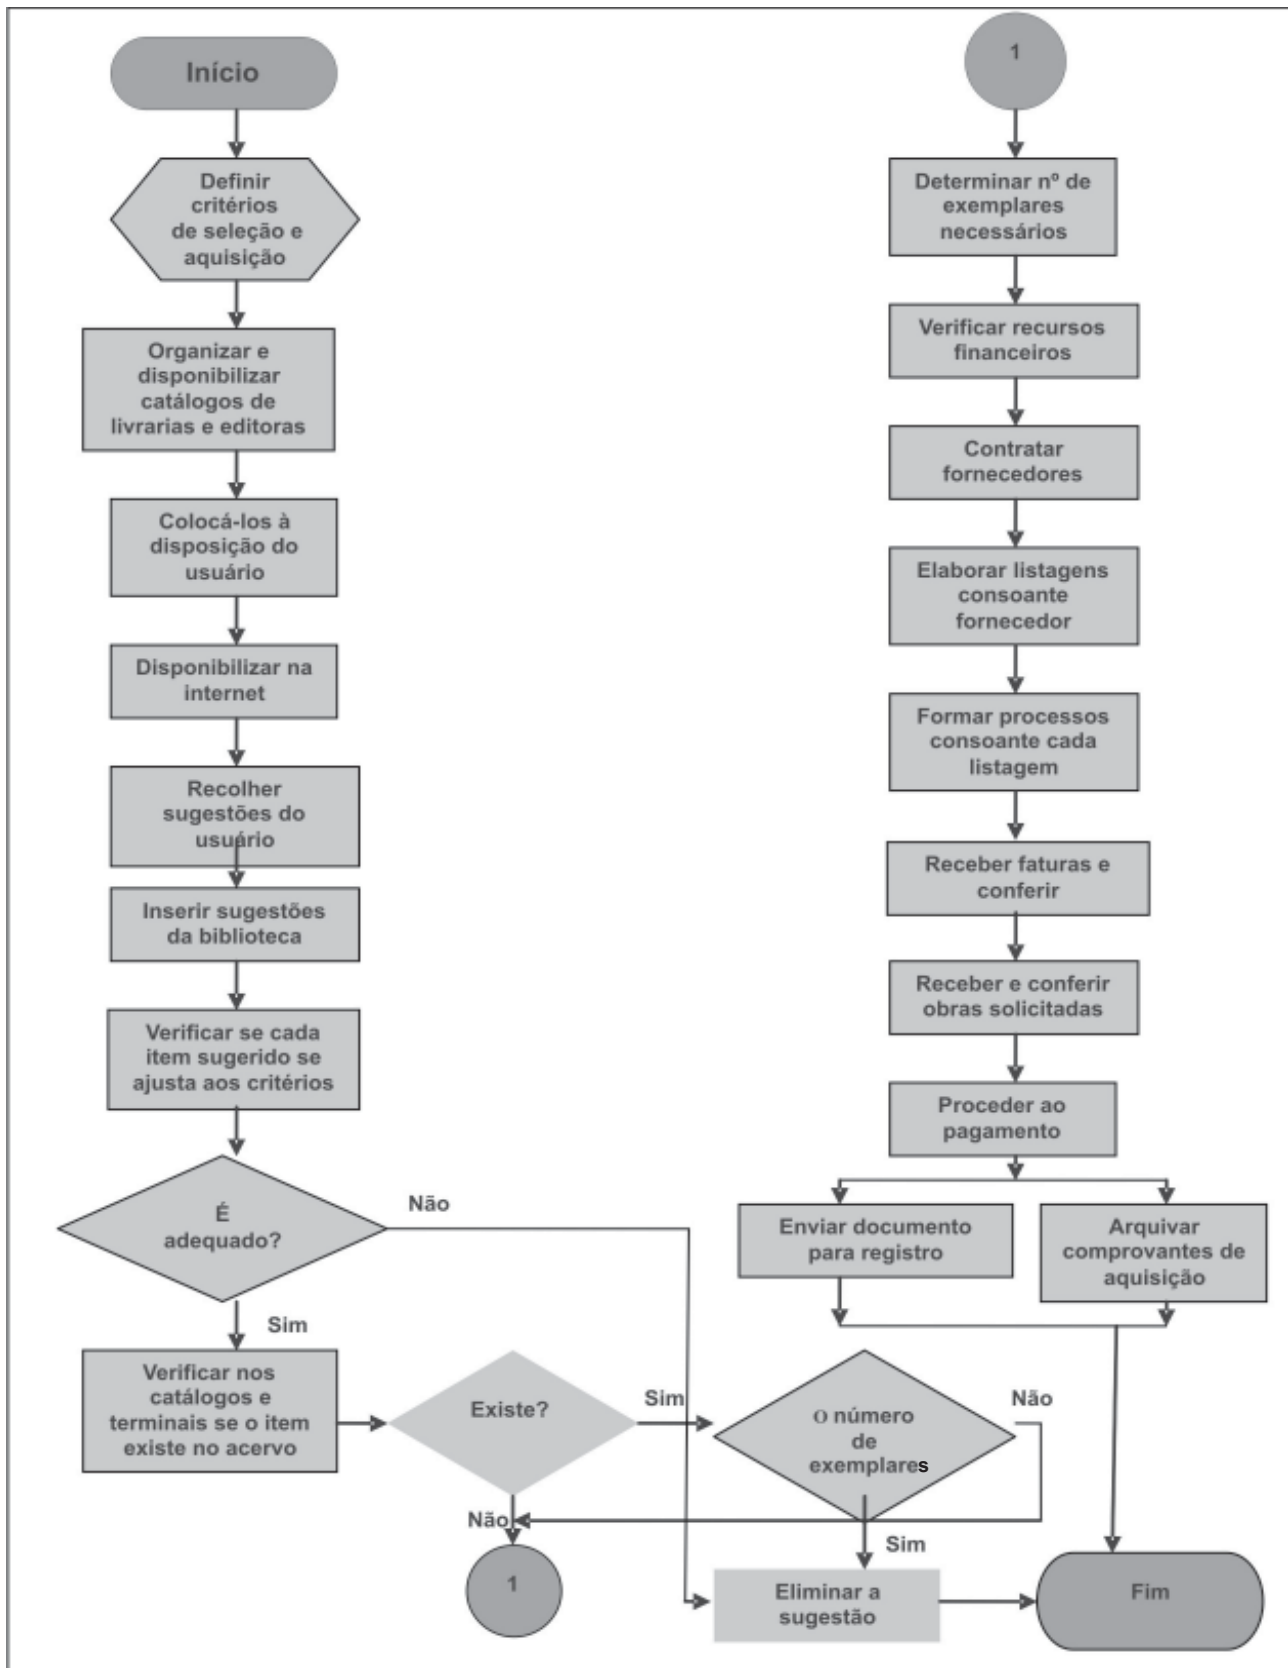 Início
Definir
critérios
de seleção e
aquisição
Organizar e
disponibilizar
catálogos de
livrarias e editoras
Colocá-los à
disposição do
usuário
Disponibilizar na
internet
Recolher
sugestões do
usuário
Inserir sugestões
da biblioteca
Verificar se cada
item sugerido se
ajusta aos critérios
É
adequado?
Não
Sim
Verificar nos
catálogos e
terminais se o item
existe no acervo
Existe?
Sim
Não
1
O número
de
exemplares
Não
Sim
Eliminar a
sugestão
1
Determinar nº de
exemplares
necessários
Verificar recursos
financeiros
Contratar
fornecedores
Elaborar listagens
consoante
fornecedor
Formar processos
consoante cada
listagem
Receber faturas e
conferir
Receber e conferir
obras solicitadas
Proceder ao
pagamento
Enviar documento
para registro
Arquivar
comprovantes de
aquisição
Fim